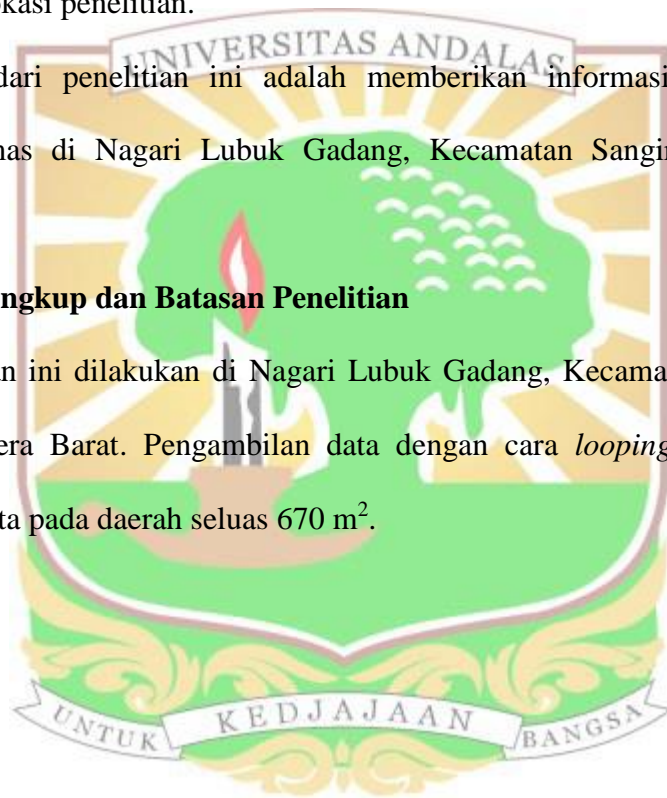 okasi penelitian.
UNIVERSITAS ANDALAS
dari penelitian ini adalah memberikan informasi
nas di Nagari Lubuk Gadang, Kecamatan Sangir
ngkup dan Batasan Penelitian
n ini dilakukan di Nagari Lubuk Gadang, Kecama
era Barat. Pengambilan data dengan cara looping
ta pada daerah seluas 670 m².
UNTUK KEDJAJAAN BANGSA